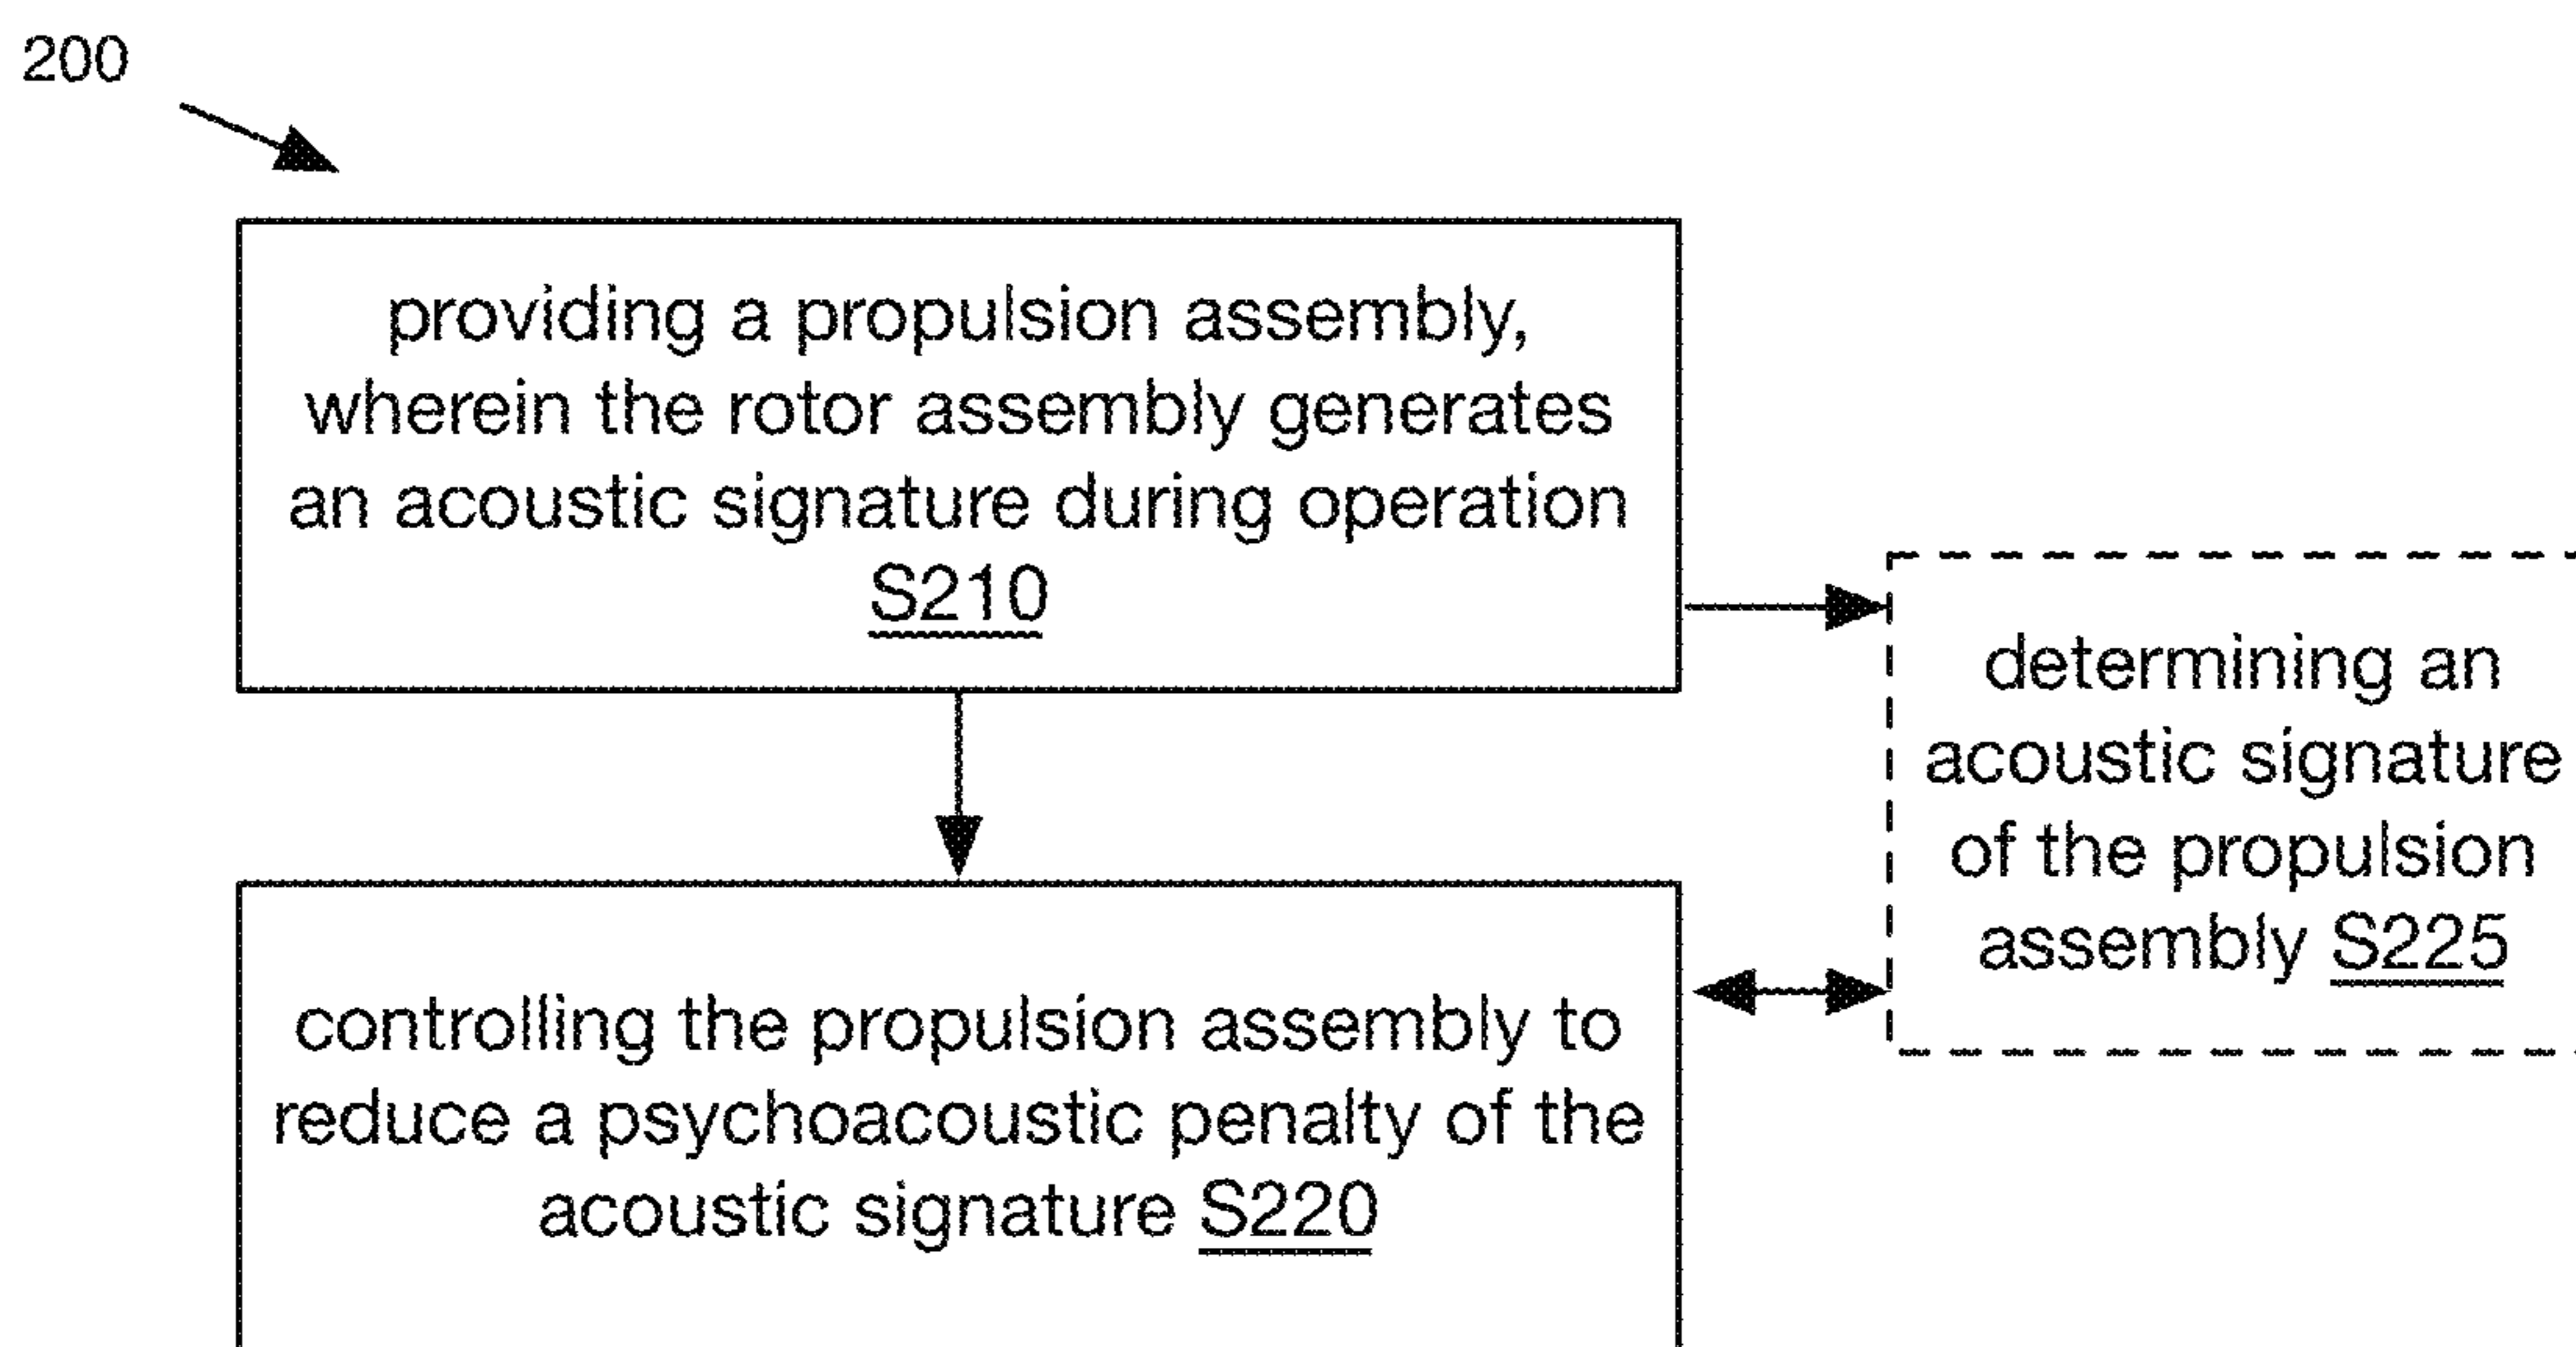 200
providing a propulsion assembly,
wherein the rotor assembly generates
an acoustic signature during operation
S210
determining an
acoustic signature
of the propulsion
assembly S225
controlling the propulsion assembly to
reduce a psychoacoustic penalty of the
acoustic signature S220